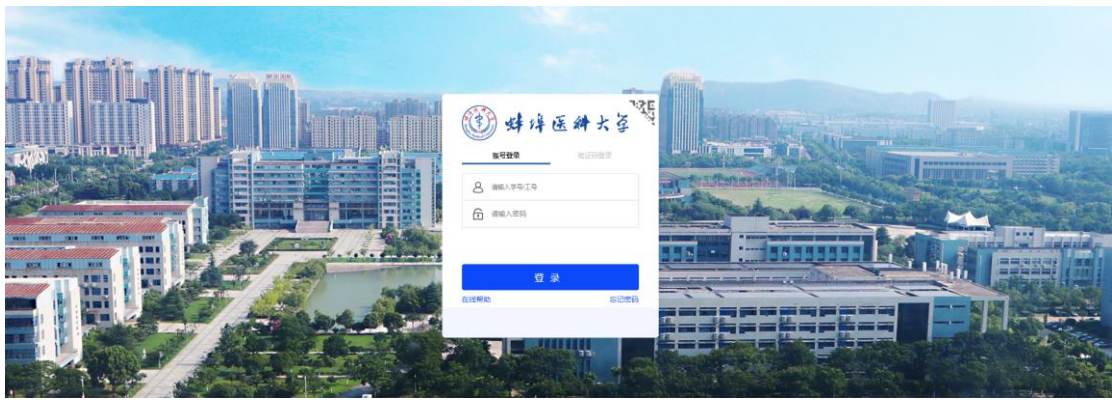 蚌埠医科大学
账号登录 验证码登录
请输入学号/工号
请输入密码
登 录
在线帮助 忘记密码